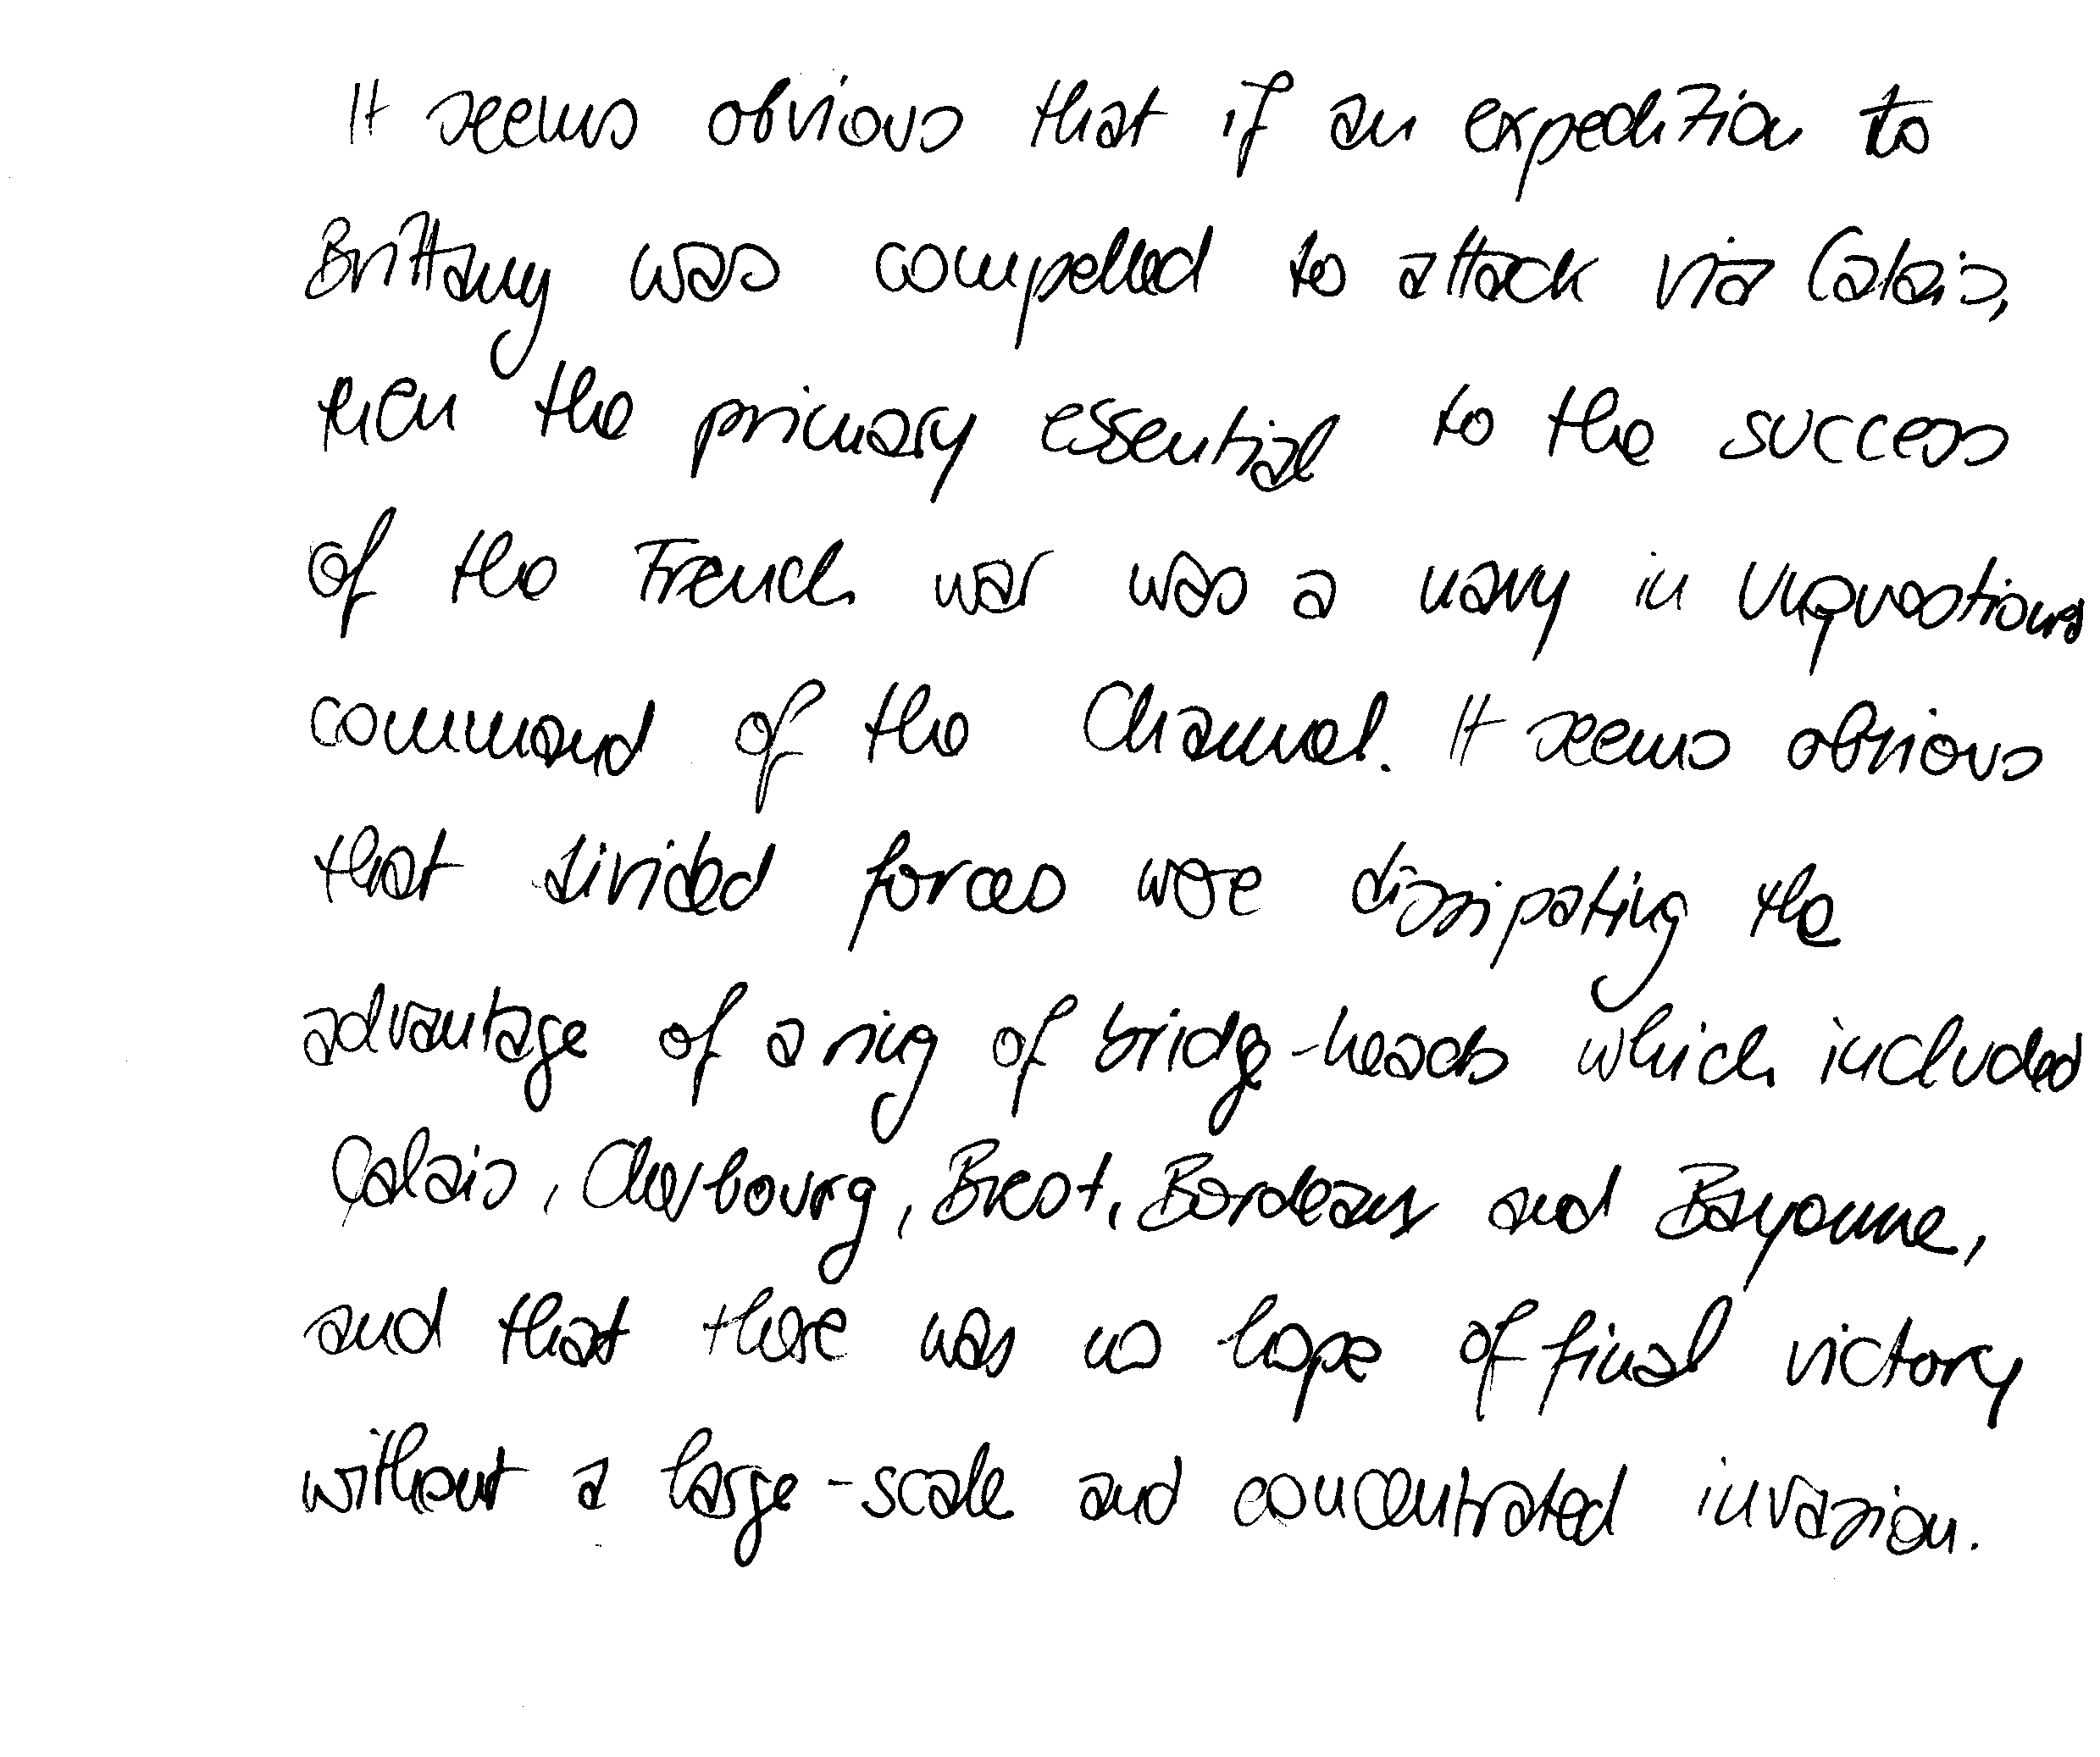 It seems obvious that if an expedition to
Brittany was compelled to attack via Calais,
then the primary essential to the success
of the French war was a navy in unquestioned
command of the Channel. It seems obvious
that divided forces were dissipating the
advantage of a ring of bridge-heads which included
Calais, Cherbourg, Brest, Bordeaux and Bayonne,
and that there was no hope of final victory
without a large-scale and concentrated invasion.